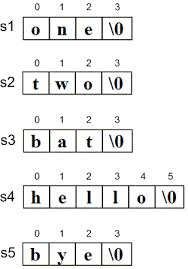 0 1 2 3
s1 o n e \0
0 1 2 3
s2 t w o \0
0 1 2 3
s3 b a t \0
0 1 2 3 4 5
s4 h e l l o \0
0 1 2 3
s5 b y e \0